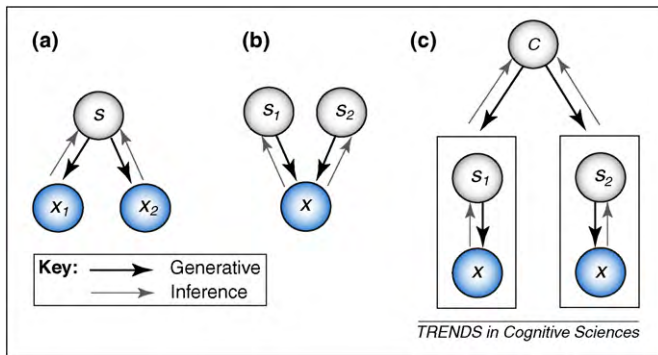 (a)
(b)
(c)
C
S
S1
S2
S1
S2
X1
X2
X
X
X
Key: Generative
Inference
TRENDS in Cognitive Sciences